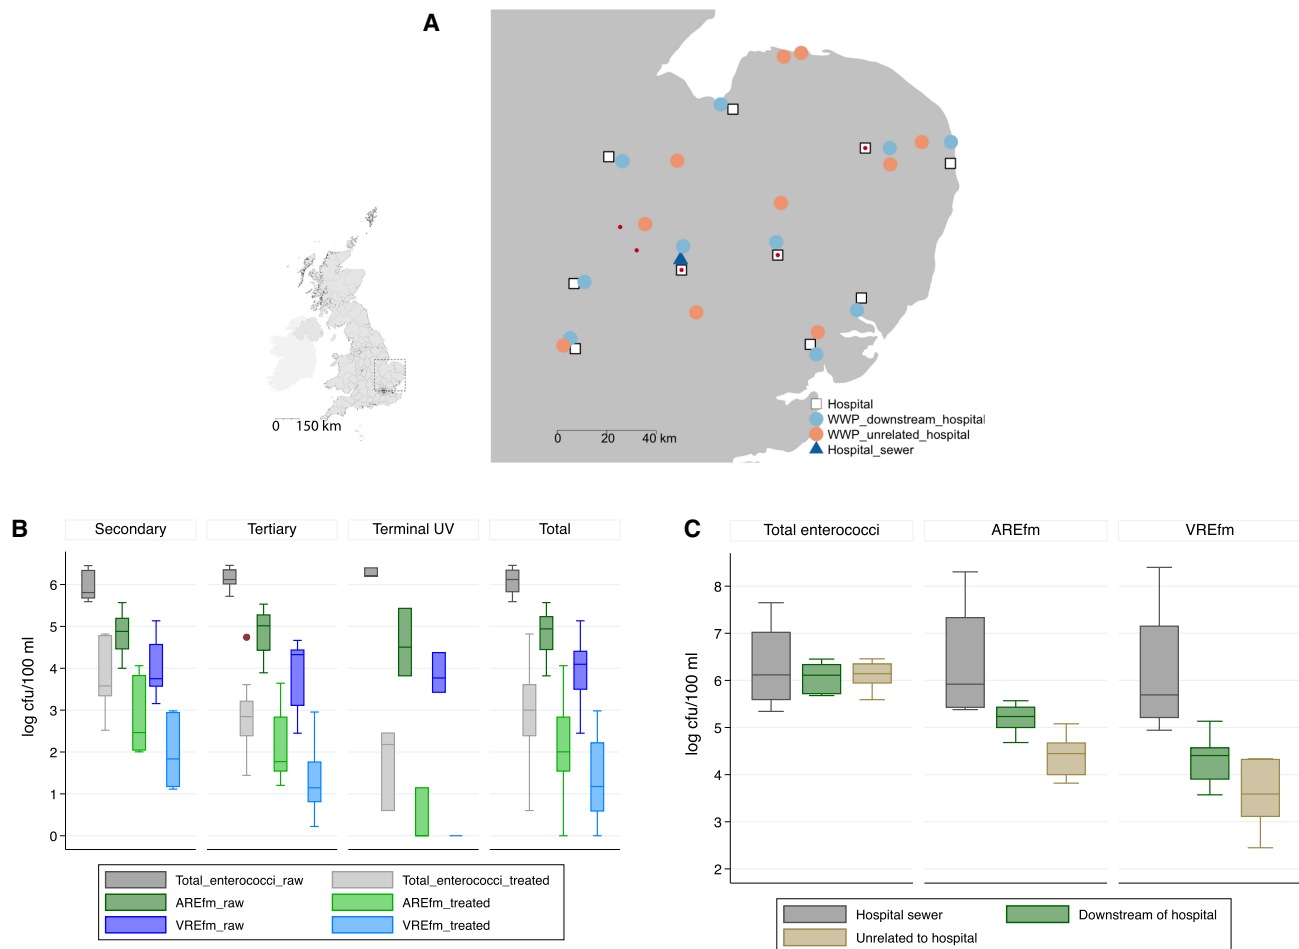 A
0 150 km
0 20 40 km
Hospital
WWP_downstream_hospital
WWP_unrelated_hospital
Hospital_sewer
B
Secondary Tertiary Terminal UV Total
log cfu/100 ml
6
5
4
3
2
1
0
Total_enterococci_raw Total_enterococci_treated
AREfm_raw AREfm_treated
VREfm_raw VREfm_treated
C
Total enterococci AREfm VREfm
log cfu/100 ml
8
7
6
5
4
3
2
Hospital sewer Downstream of hospital
Unrelated to hospital